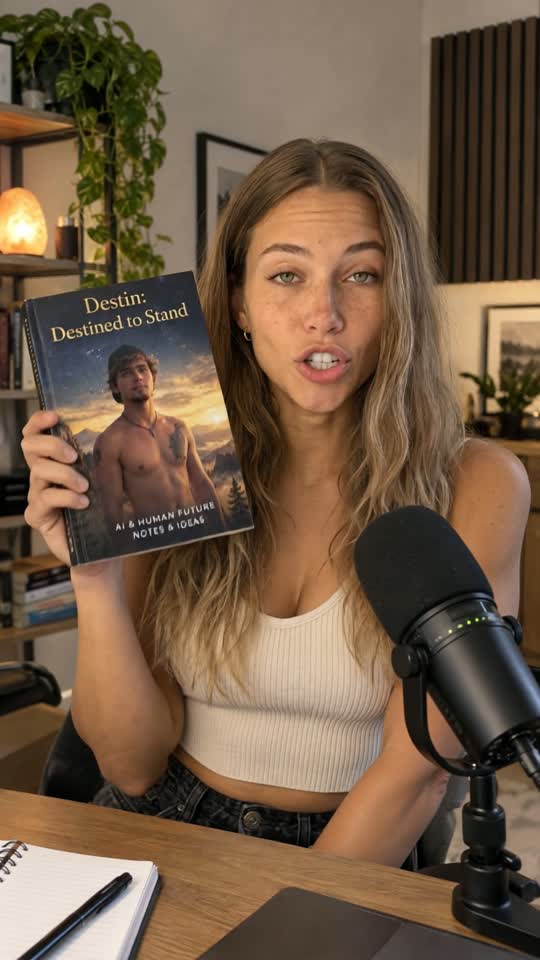 Destin:
Destined to Stand
AI & HUMAN FUTURE
NOTES & IDEAS